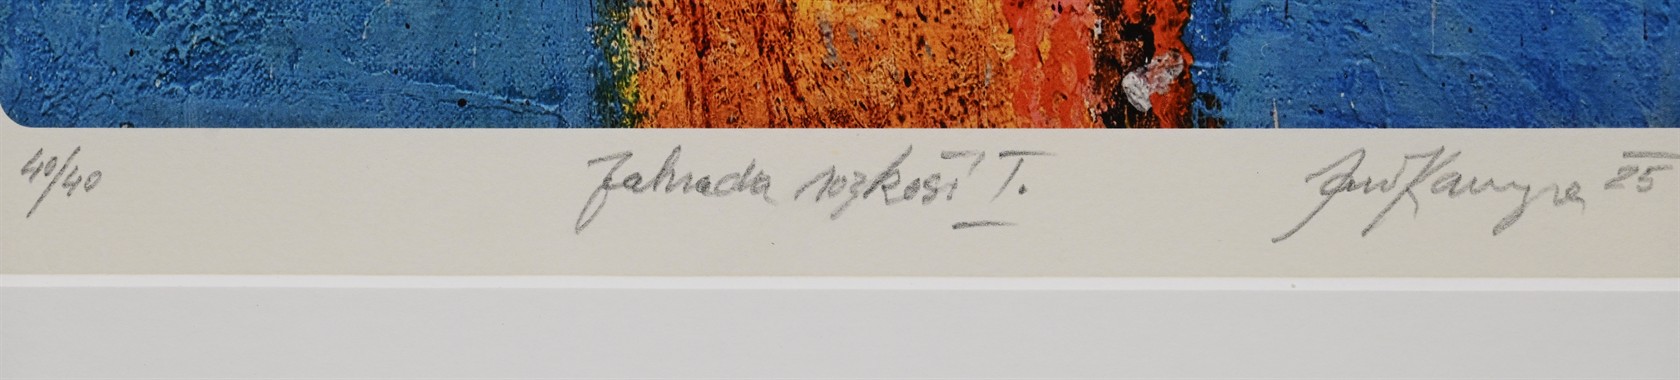 40/40 Zahrada rozkoší I. 25